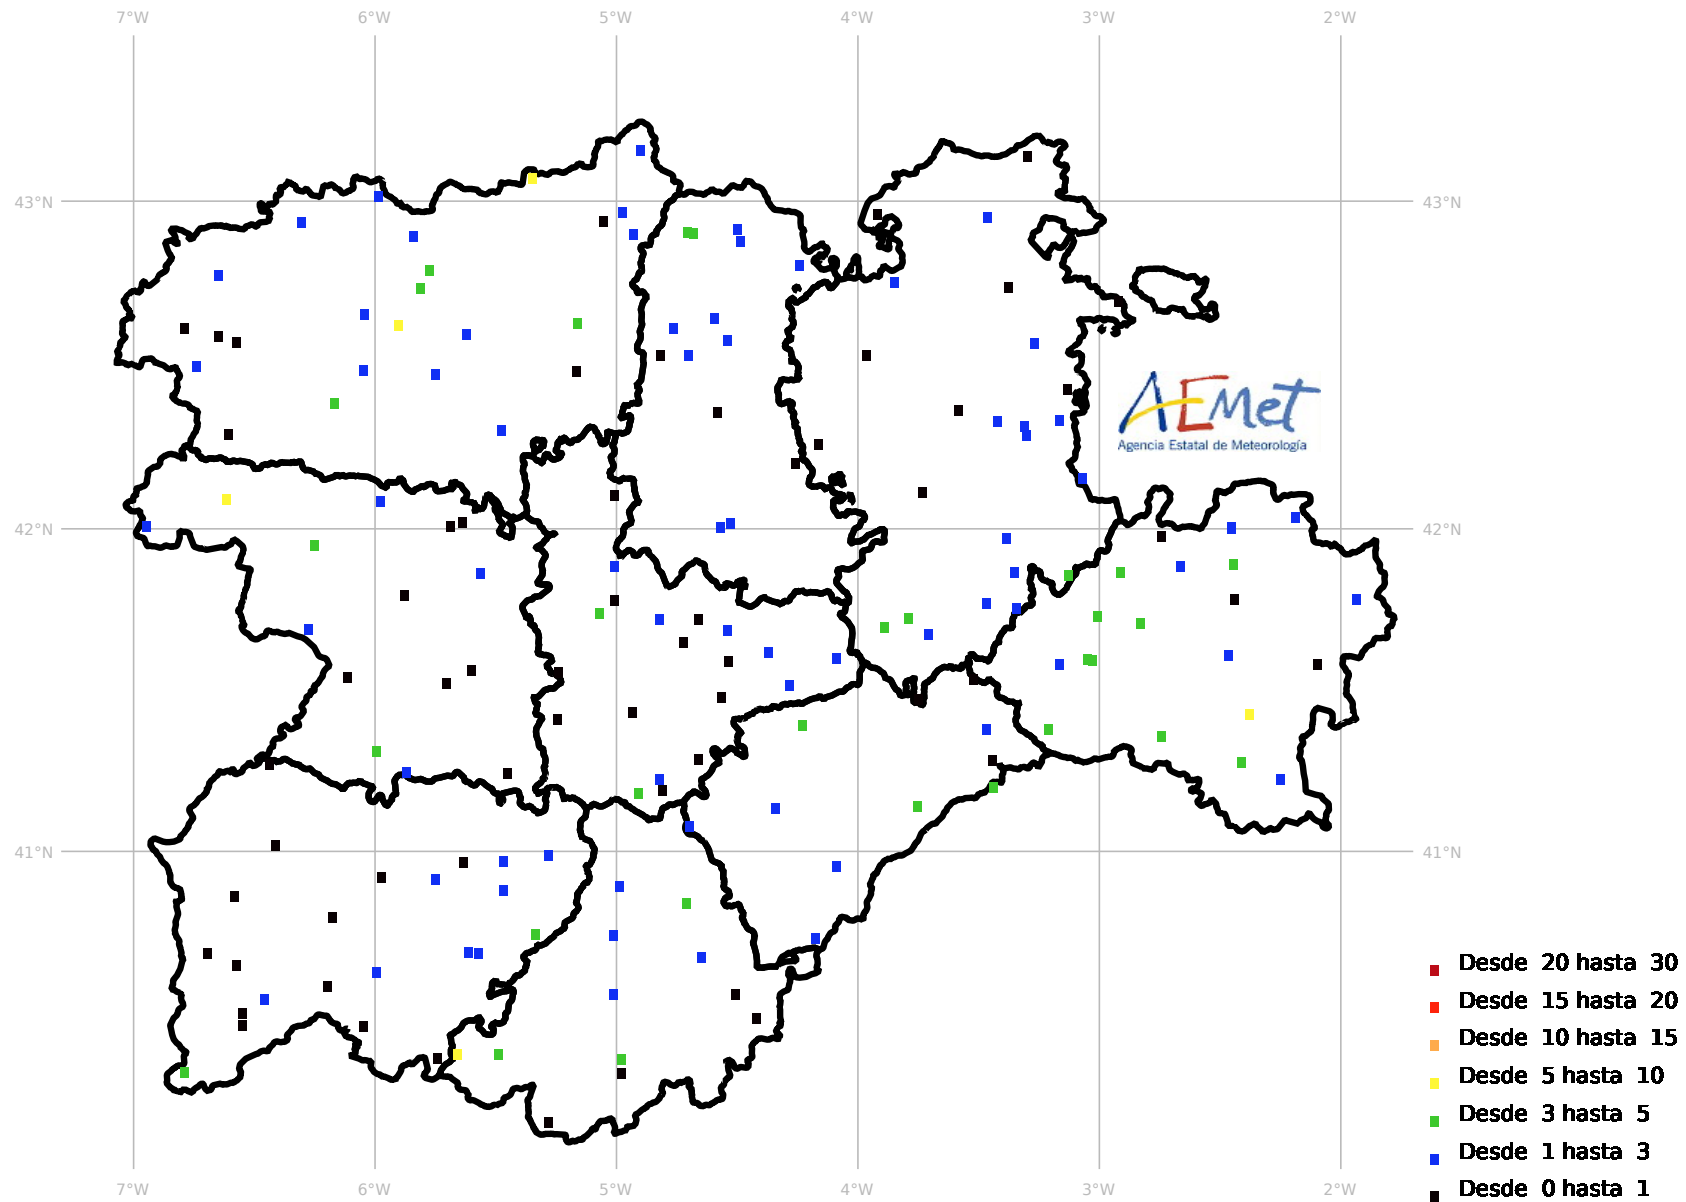 7°W 6°W 5°W 4°W 3°W 2°W
43°N 43°N
AEMet
Agencia Estatal de Meteorología
42°N 42°N
41°N 41°N
Desde 20 hasta 30
Desde 15 hasta 20
Desde 10 hasta 15
Desde 5 hasta 10
Desde 3 hasta 5
Desde 1 hasta 3
Desde 0 hasta 1
7°W 6°W 5°W 4°W 3°W 2°W